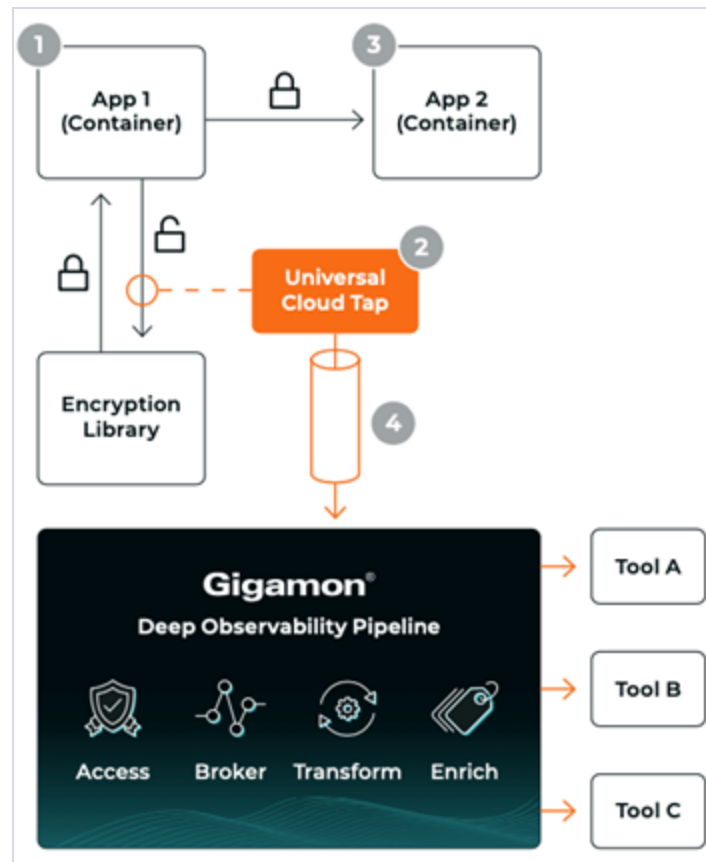 1
App 1
(Container)
3
App 2
(Container)
2
Universal
Cloud Tap
Encryption
Library
4
Gigamon®
Deep Observability Pipeline
Access
Broker
Transform
Enrich
Tool A
Tool B
Tool C